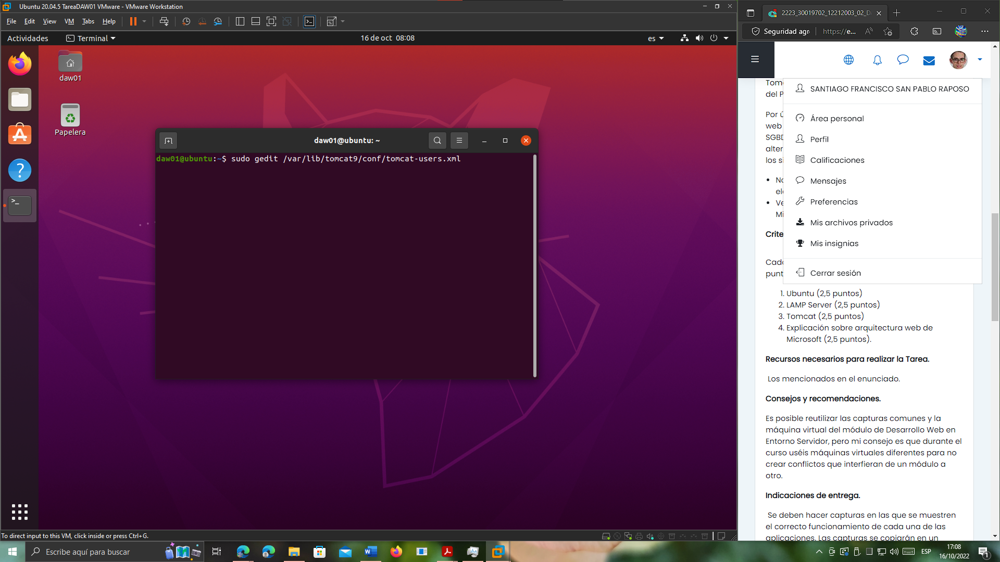 Ubuntu 20.04.5 TareaDAW01 VMware - VMware Workstation
File Edit View VM Tabs Help
Actividades
Terminal
16 de oct 08:08
es
daw01
Papelera
daw01@ubuntu: ~
daw01@ubuntu:~$ sudo gedit /var/lib/tomcat9/conf/tomcat-users.xml
To direct input to this VM, click inside or press Ctrl+G.
2223_30019702_12212003_02_D
Seguridad agr
https://e...
SANTIAGO FRANCISCO SAN PABLO RAPOSO
Área personal
Perfil
Calificaciones
Mensajes
Preferencias
Mis archivos privados
Mis insignias
Cerrar sesión
Tom
del P
Por ú
web
SGBD
alter
los si
No
ele
Ve
Mi
Crite
Cada
punt
1. Ubuntu (2,5 puntos)
2. LAMP Server (2,5 puntos)
3. Tomcat (2,5 puntos)
4. Explicación sobre arquitectura web de
Microsoft (2,5 puntos).
Recursos necesarios para realizar la Tarea.
Los mencionados en el enunciado.
Consejos y recomendaciones.
Es posible reutilizar las capturas comunes y la
máquina virtual del módulo de Desarrollo Web en
Entorno Servidor, pero mi consejo es que durante el
curso uséis máquinas virtuales diferentes para no
crear conflictos que interfieran de un módulo a
otro.
Indicaciones de entrega.
Se deben hacer capturas en las que se muestren
el correcto funcionamiento de cada una de las
aplicaciones. Las capturas se copiarán en un
Escribe aquí para buscar
ESP
17:08
16/10/2022
1